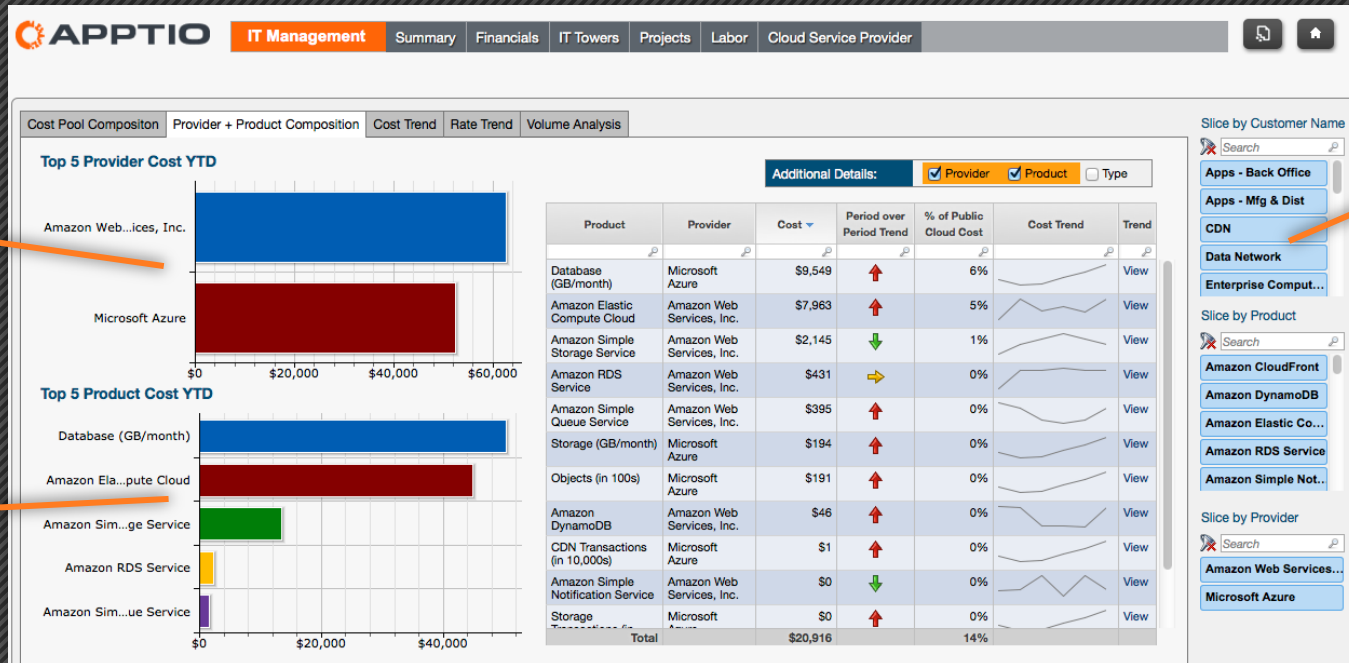 APPTIO
IT Management Summary Financials IT Towers Projects Labor Cloud Service Provider
Cost Pool Compositon Provider + Product Composition Cost Trend Rate Trend Volume Analysis
Top 5 Provider Cost YTD
Amazon Web...ices, Inc.
Microsoft Azure
$0 $20,000 $40,000 $60,000
Top 5 Product Cost YTD
Database (GB/month)
Amazon Ela...pute Cloud
Amazon Sim...ge Service
Amazon RDS Service
Amazon Sim...ue Service
$0 $20,000 $40,000
Additional Details: Provider Product Type
Product Provider Cost Period over Period Trend % of Public Cloud Cost Cost Trend Trend
Database (GB/month) Microsoft Azure $9,549 6% View
Amazon Elastic Compute Cloud Amazon Web Services, Inc. $7,963 5% View
Amazon Simple Storage Service Amazon Web Services, Inc. $2,145 1% View
Amazon RDS Service Amazon Web Services, Inc. $431 0% View
Amazon Simple Queue Service Amazon Web Services, Inc. $395 0% View
Storage (GB/month) Microsoft Azure $194 0% View
Objects (in 100s) Microsoft Azure $191 0% View
Amazon DynamoDB Amazon Web Services, Inc. $46 0% View
CDN Transactions (in 10,000s) Microsoft Azure $1 0% View
Amazon Simple Notification Service Amazon Web Services, Inc. $0 0% View
Storage Microsoft $0 0% View
Total $20,916 14%
Slice by Customer Name
Search
Apps - Back Office
Apps - Mfg & Dist
CDN
Data Network
Enterprise Comput...
Slice by Product
Search
Amazon CloudFront
Amazon DynamoDB
Amazon Elastic Co...
Amazon RDS Service
Amazon Simple Not...
Slice by Provider
Search
Amazon Web Services...
Microsoft Azure